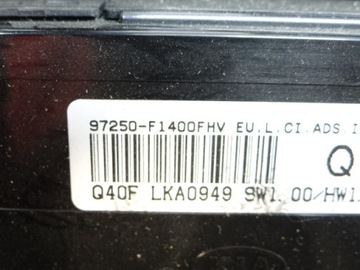 97250-F1400FHV EU.L.CI.ADS.I
Q
Q40F LKA0949 SW1.00/HW1.